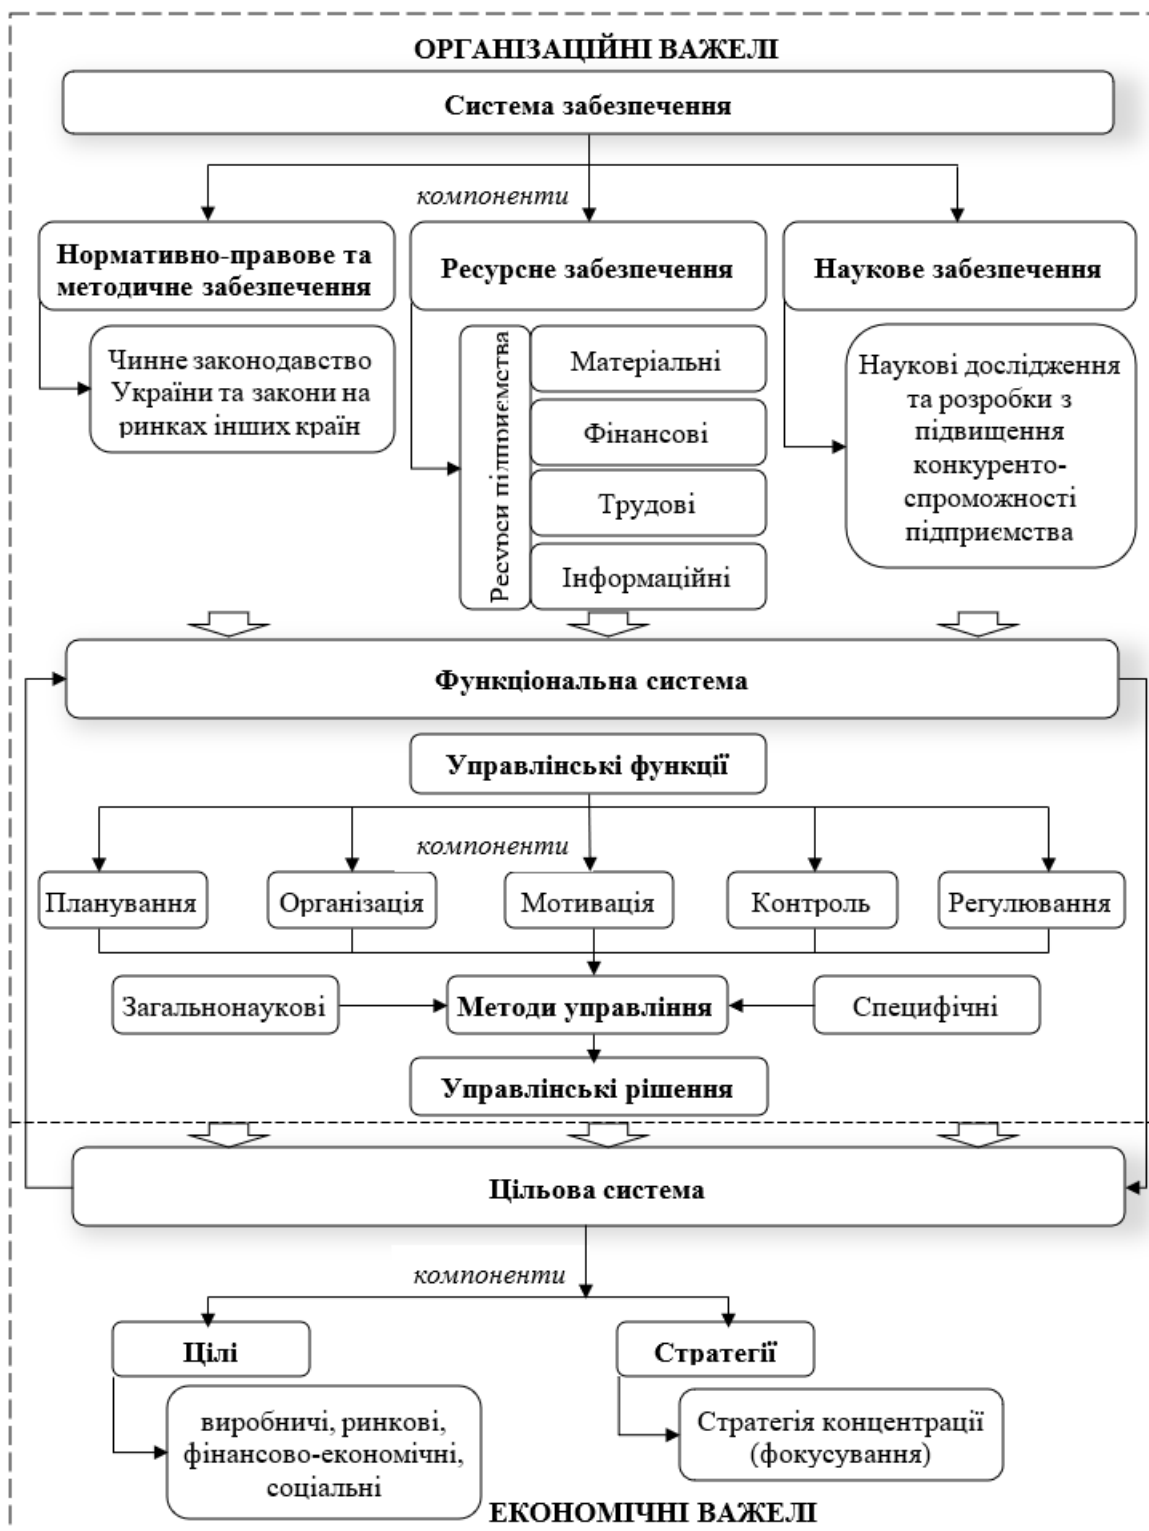 ОРГАНІЗАЦІЙНІ ВАЖЕЛІ
Система забезпечення
компоненти
Нормативно-правове та
методичне забезпечення
Ресурсне забезпечення
Наукове забезпечення
Чинне законодавство
України та закони на
ринках інших країн
Ресурси підприємства
Матеріальні
Фінансові
Трудові
Інформаційні
Наукові дослідження
та розробки з
підвищення
конкуренто-
спроможності
підприємства
Функціональна система
Управлінські функції
компоненти
Планування
Організація
Мотивація
Контроль
Регулювання
Загальнонаукові
Методи управління
Специфічні
Управлінські рішення
Цільова система
компоненти
Цілі
Стратегії
виробничі, ринкові,
фінансово-економічні,
соціальні
Стратегія концентрації
(фокусування)
ЕКОНОМІЧНІ ВАЖЕЛІ